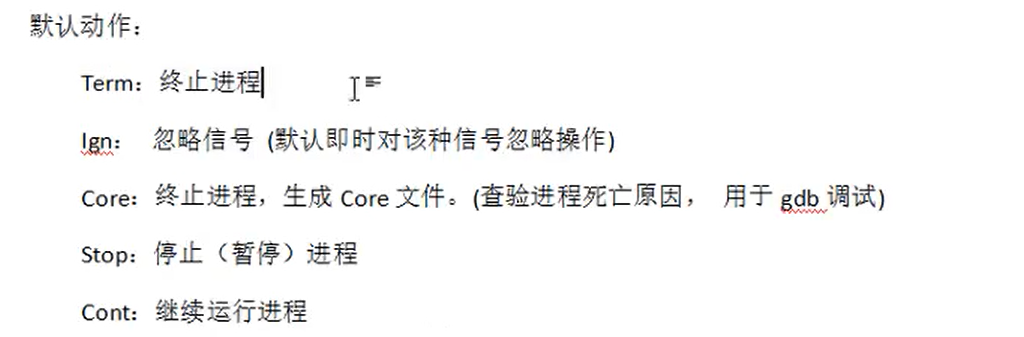 默认动作：
Term：终止进程
Ign： 忽略信号 (默认即时对该种信号忽略操作)
Core：终止进程，生成 Core 文件。(查验进程死亡原因， 用于 gdb 调试)
Stop：停止（暂停）进程
Cont：继续运行进程